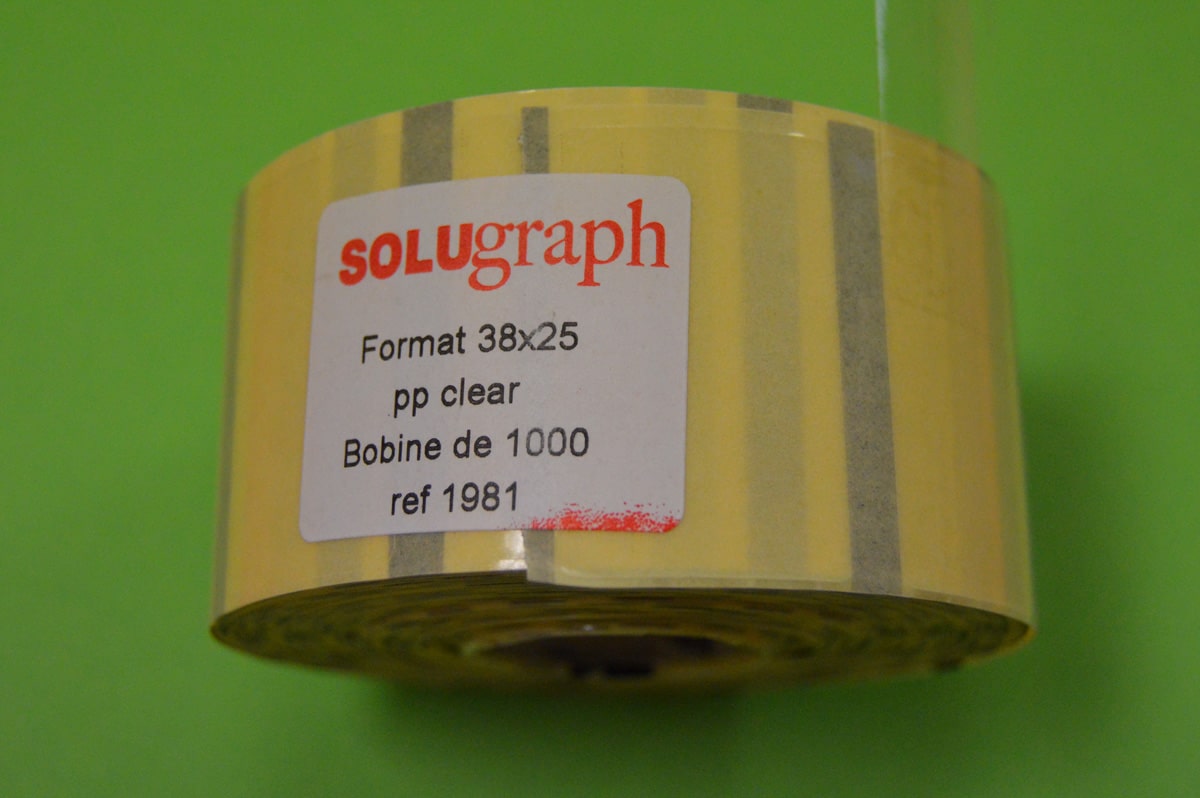 SOLUgraph
Format 38x25
pp clear
Bobine de 1000
ref 1981